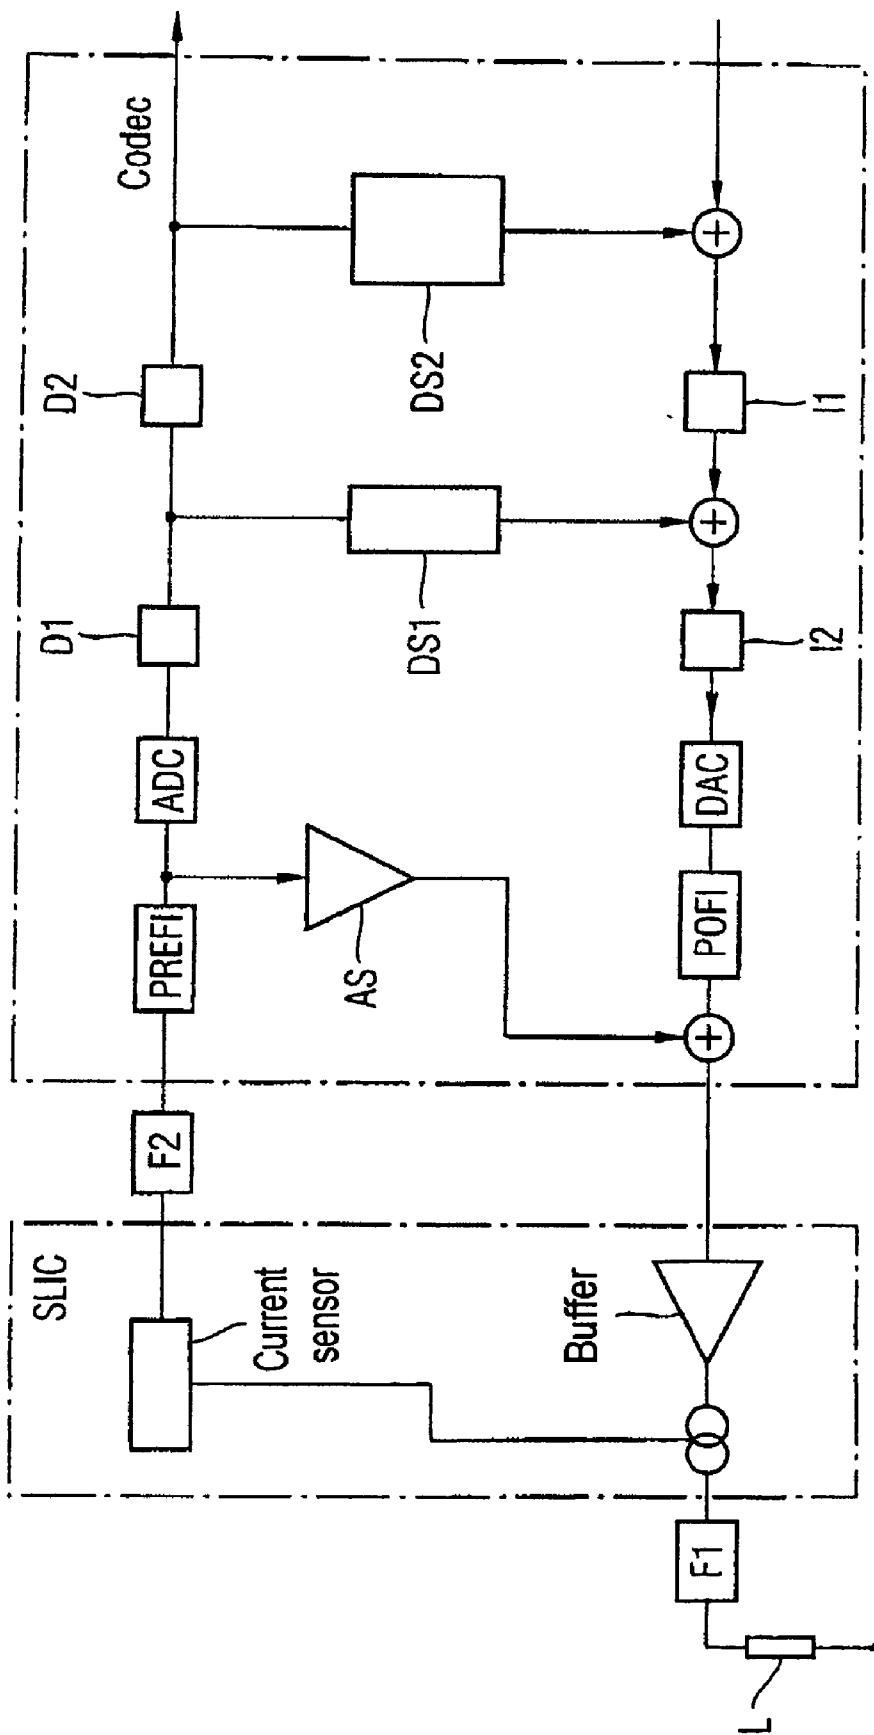 SLIC
Current
sensor
F2
PREFI
ADC
D1
D2
Codec
AS
DS1
DS2
Buffer
L
F1
POFI
DAC
I2
I1